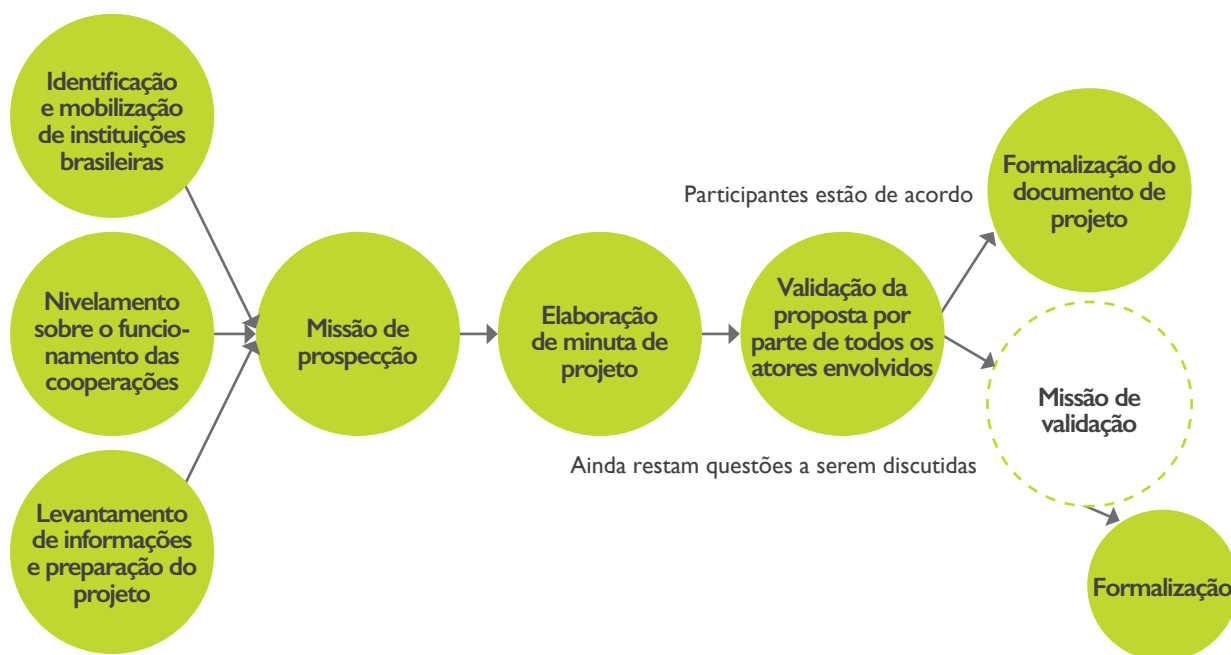 Identificação
e mobilização
de instituições
brasileiras
Nivelamento
sobre o funcio-
namento das
cooperações
Levantamento
de informações
e preparação do
projeto
Missão de
prospecção
Elaboração
de minuta de
projeto
Validação da
proposta por
parte de todos os
atores envolvidos
Participantes estão de acordo
Formalização do
documento de
projeto
Ainda restam questões a serem discutidas
Missão de
validação
Formalização